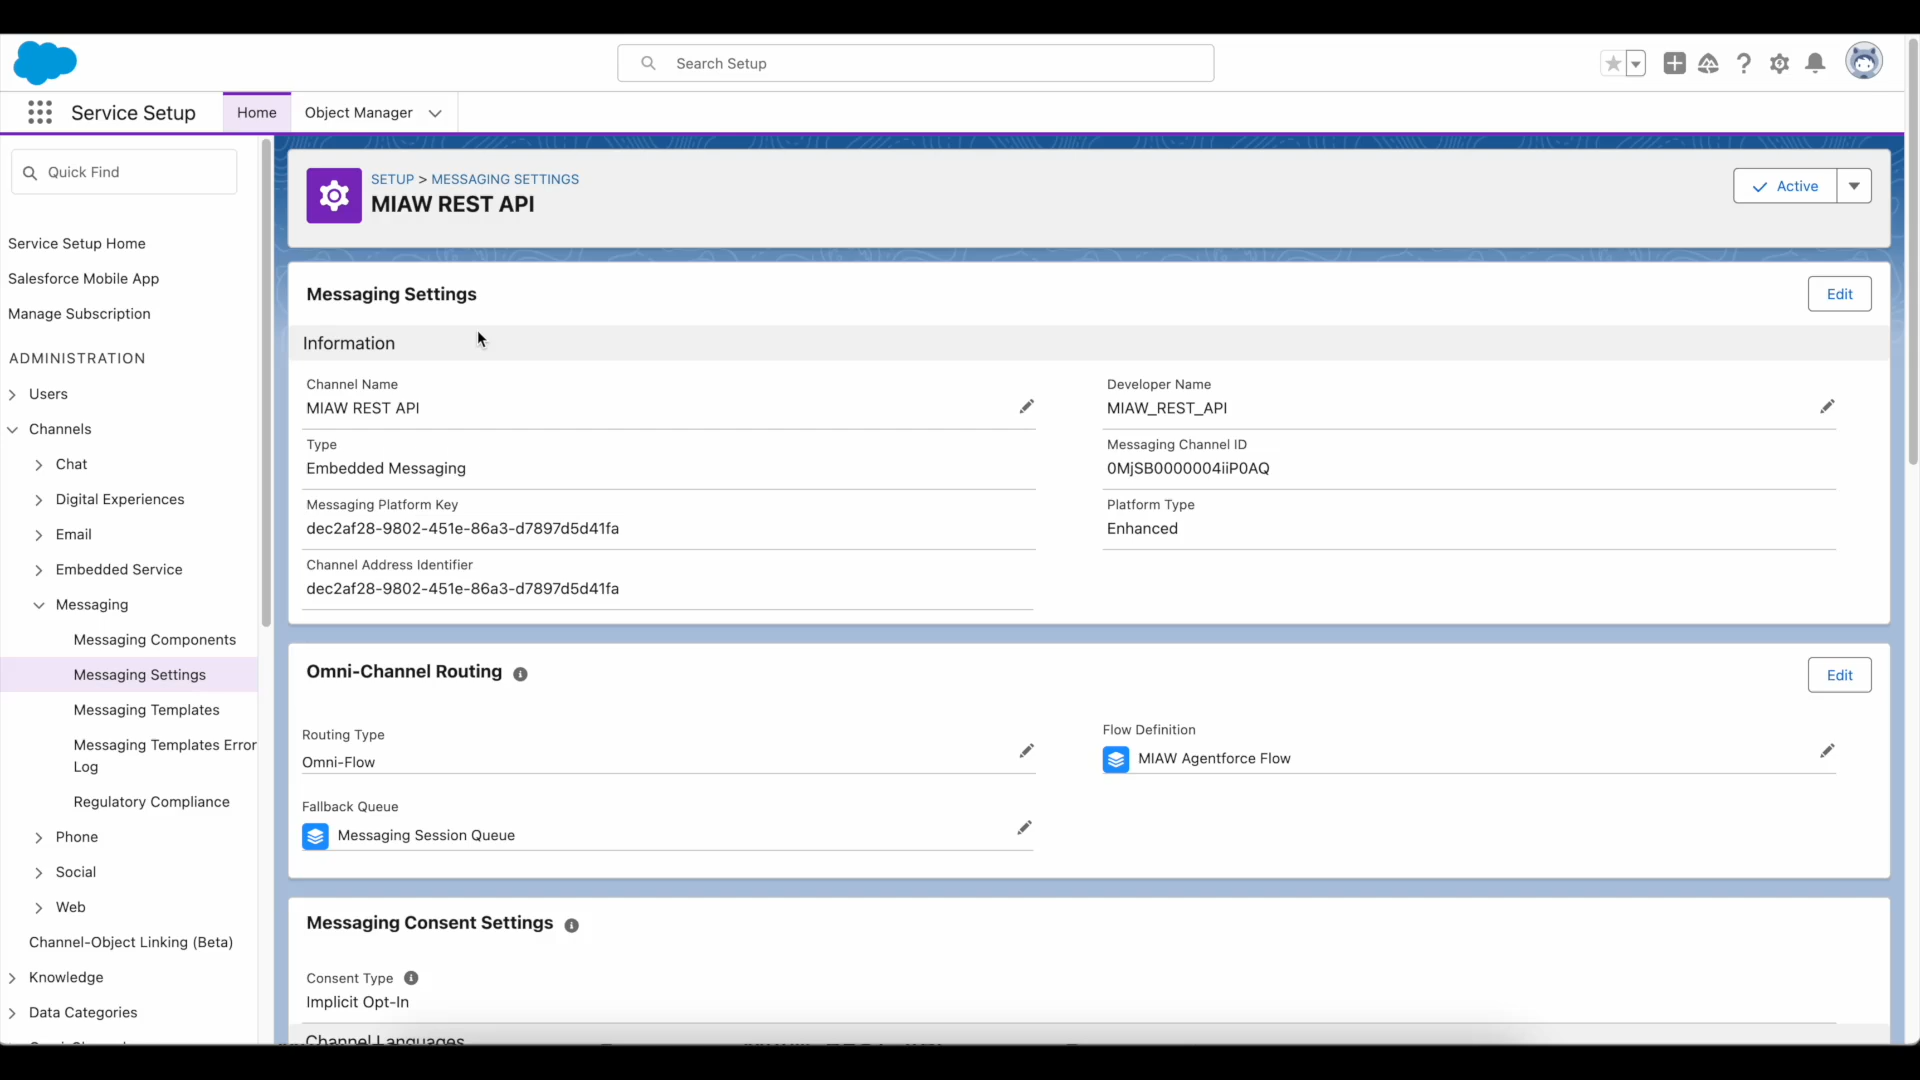 Search Setup
Service Setup
Home
Object Manager
Quick Find
Service Setup Home
Salesforce Mobile App
Manage Subscription
ADMINISTRATION
Users
Channels
Chat
Digital Experiences
Email
Embedded Service
Messaging
Messaging Components
Messaging Settings
Messaging Templates
Messaging Templates Error
Log
Regulatory Compliance
Phone
Social
Web
Channel-Object Linking (Beta)
Knowledge
Data Categories
SETUP > MESSAGING SETTINGS
MIAW REST API
Active
Messaging Settings
Edit
Information
Channel Name
MIAW REST API
Developer Name
MIAW_REST_API
Type
Embedded Messaging
Messaging Channel ID
0MjSB0000004iiP0AQ
Messaging Platform Key
dec2af28-9802-451e-86a3-d7897d5d41fa
Platform Type
Enhanced
Channel Address Identifier
dec2af28-9802-451e-86a3-d7897d5d41fa
Omni-Channel Routing
Edit
Routing Type
Omni-Flow
Flow Definition
MIAW Agentforce Flow
Fallback Queue
Messaging Session Queue
Messaging Consent Settings
Consent Type
Implicit Opt-In
Channel Languages